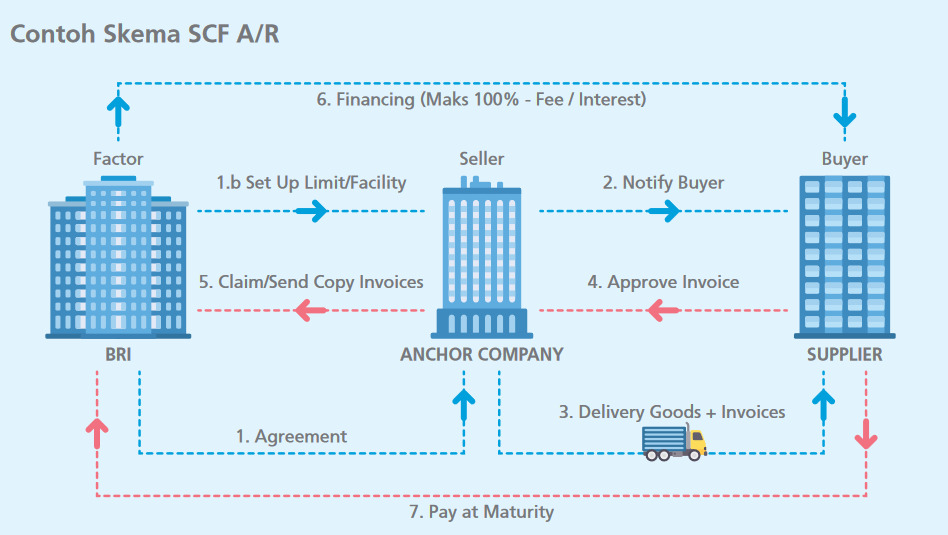 Contoh Skema SCF A/R
6. Financing (Maks 100% - Fee / Interest)
Factor
Seller
Buyer
1.b Set Up Limit/Facility
2. Notify Buyer
5. Claim/Send Copy Invoices
4. Approve Invoice
BRI
ANCHOR COMPANY
SUPPLIER
3. Delivery Goods + Invoices
1. Agreement
7. Pay at Maturity